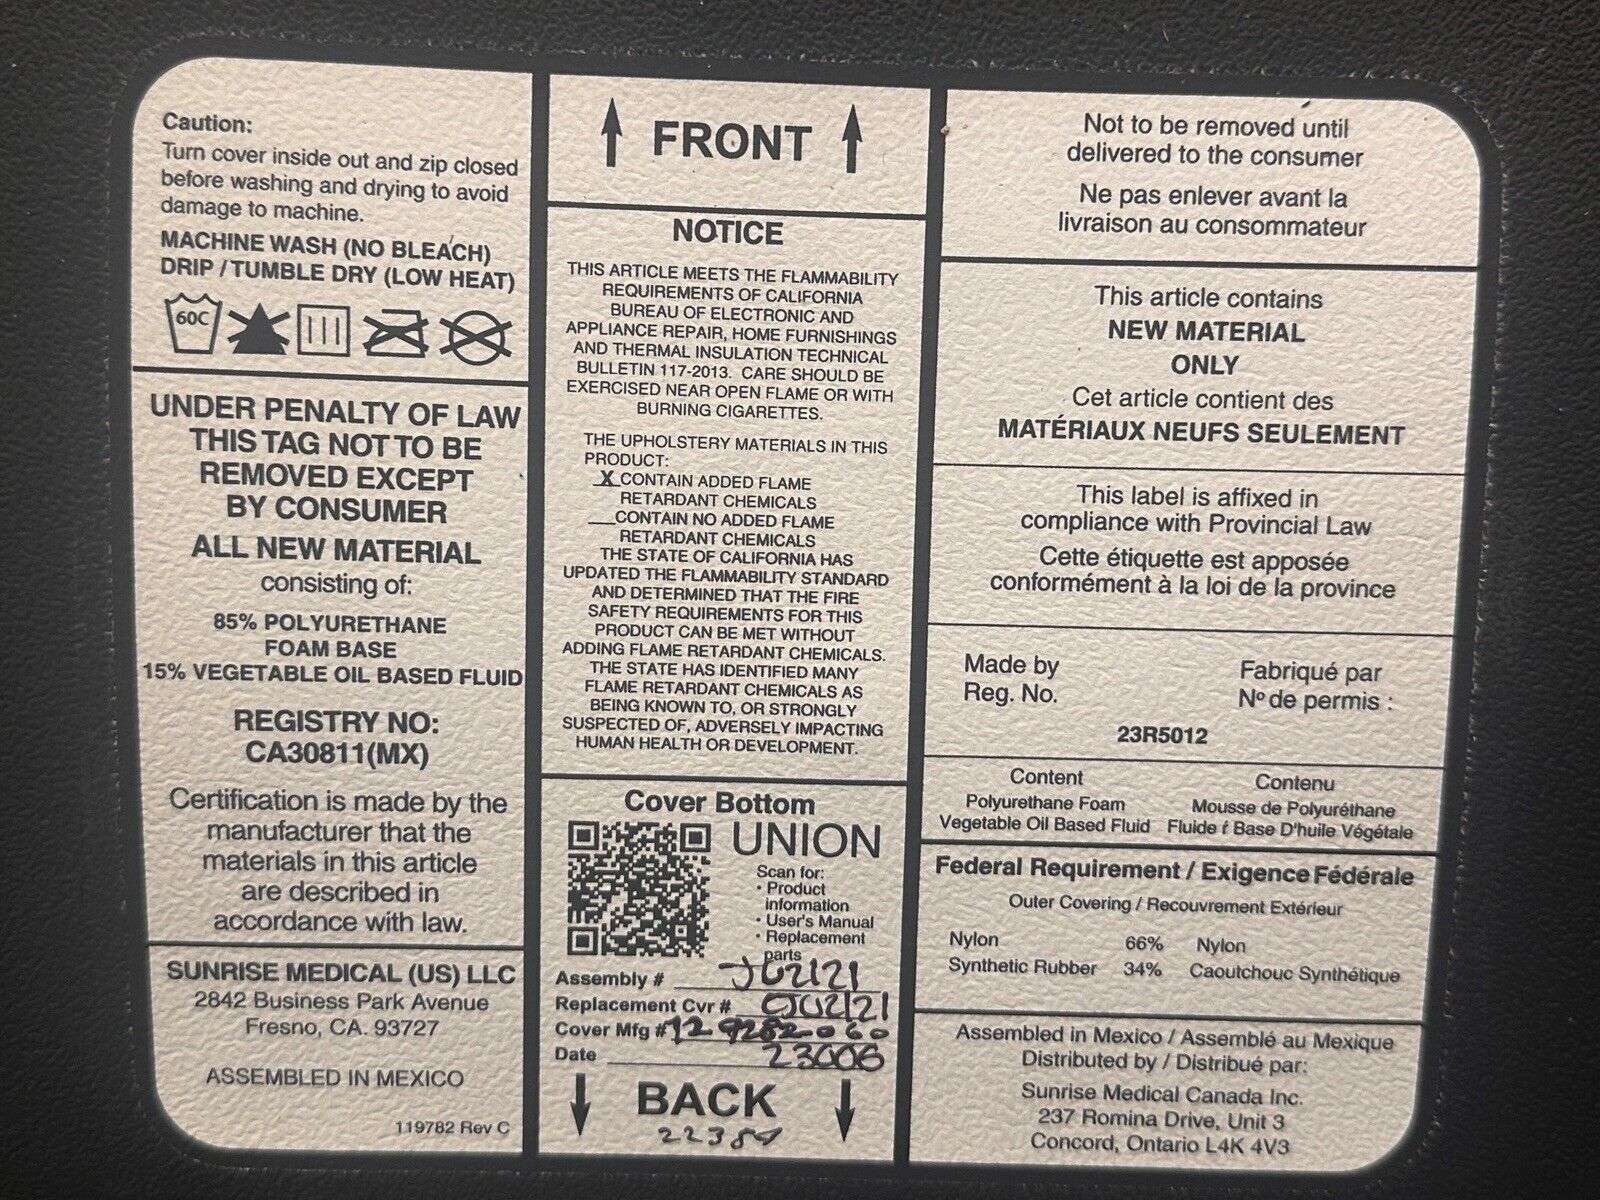 Caution:
Turn cover inside out and zip closed
before washing and drying to avoid
damage to machine.
MACHINE WASH (NO BLEACH)
DRIP / TUMBLE DRY (LOW HEAT)
60C
UNDER PENALTY OF LAW
THIS TAG NOT TO BE
REMOVED EXCEPT
BY CONSUMER
ALL NEW MATERIAL
consisting of:
85% POLYURETHANE
FOAM BASE
15% VEGETABLE OIL BASED FLUID
REGISTRY NO:
CA30811(MX)
Certification is made by the
manufacturer that the
materials in this article
are described in
accordance with law.
SUNRISE MEDICAL (US) LLC
2842 Business Park Avenue
Fresno, CA. 93727
ASSEMBLED IN MEXICO
119782 Rev C
FRONT
NOTICE
THIS ARTICLE MEETS THE FLAMMABILITY
REQUIREMENTS OF CALIFORNIA
BUREAU OF ELECTRONIC AND
APPLIANCE REPAIR, HOME FURNISHINGS
AND THERMAL INSULATION TECHNICAL
BULLETIN 117-2013. CARE SHOULD BE
EXERCISED NEAR OPEN FLAME OR WITH
BURNING CIGARETTES.
THE UPHOLSTERY MATERIALS IN THIS
PRODUCT:
X CONTAIN ADDED FLAME
RETARDANT CHEMICALS
___CONTAIN NO ADDED FLAME
RETARDANT CHEMICALS
THE STATE OF CALIFORNIA HAS
UPDATED THE FLAMMABILITY STANDARD
AND DETERMINED THAT THE FIRE
SAFETY REQUIREMENTS FOR THIS
PRODUCT CAN BE MET WITHOUT
ADDING FLAME RETARDANT CHEMICALS.
THE STATE HAS IDENTIFIED MANY
FLAME RETARDANT CHEMICALS AS
BEING KNOWN TO, OR STRONGLY
SUSPECTED OF, ADVERSELY IMPACTING
HUMAN HEALTH OR DEVELOPMENT.
Cover Bottom
UNION
Scan for:
• Product
information
• User's Manual
• Replacement
parts
Assembly # JU2121
Replacement Cvr # CJU2121
Cover Mfg #
Date 23006
BACK
Not to be removed until
delivered to the consumer
Ne pas enlever avant la
livraison au consommateur
This article contains
NEW MATERIAL
ONLY
Cet article contient des
MATÉRIAUX NEUFS SEULEMENT
This label is affixed in
compliance with Provincial Law
Cette étiquette est apposée
conformément à la loi de la province
Made by Fabriqué par
Reg. No. Nº de permis :
23R5012
Content Contenu
Polyurethane Foam Mousse de Polyuréthane
Vegetable Oil Based Fluid Fluide ŕ Base D'huile Végétale
Federal Requirement / Exigence Fédérale
Outer Covering / Recouvrement Extérieur
Nylon 66% Nylon
Synthetic Rubber 34% Caoutchouc Synthétique
Assembled in Mexico / Assemblé au Mexique
Distributed by / Distribué par:
Sunrise Medical Canada Inc.
237 Romina Drive, Unit 3
Concord, Ontario L4K 4V3